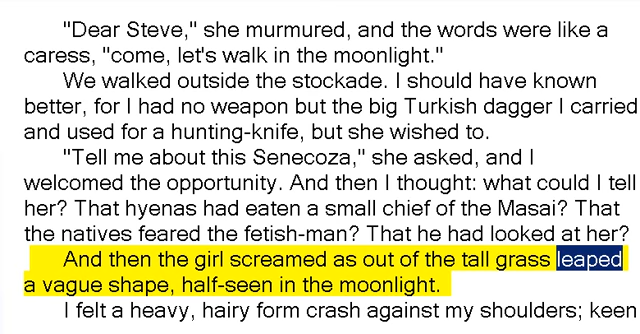 "Dear Steve," she murmured, and the words were like a
caress, "come, let's walk in the moonlight."
We walked outside the stockade. I should have known
better, for I had no weapon but the big Turkish dagger I carried
and used for a hunting-knife, but she wished to.
"Tell me about this Senecoza," she asked, and I
welcomed the opportunity. And then I thought: what could I tell
her? That hyenas had eaten a small chief of the Masai? That
the natives feared the fetish-man? That he had looked at her?
And then the girl screamed as out of the tall grass leaped
a vague shape, half-seen in the moonlight.
I felt a heavy, hairy form crash against my shoulders; keen